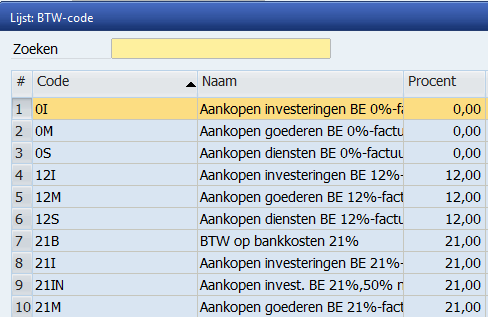 Lijst: BTW-code
Zoeken
# Code Naam Procent
1 0I Aankopen investeringen BE 0%-fa 0,00
2 0M Aankopen goederen BE 0%-factu 0,00
3 0S Aankopen diensten BE 0%-factuu 0,00
4 12I Aankopen investeringen BE 12%- 12,00
5 12M Aankopen goederen BE 12%-fact 12,00
6 12S Aankopen diensten BE 12%-factu 12,00
7 21B BTW op bankkosten 21% 21,00
8 21I Aankopen investeringen BE 21%- 21,00
9 21IN Aankopen invest. BE 21%,50% n 21,00
10 21M Aankopen goederen BE 21%-fact 21,00